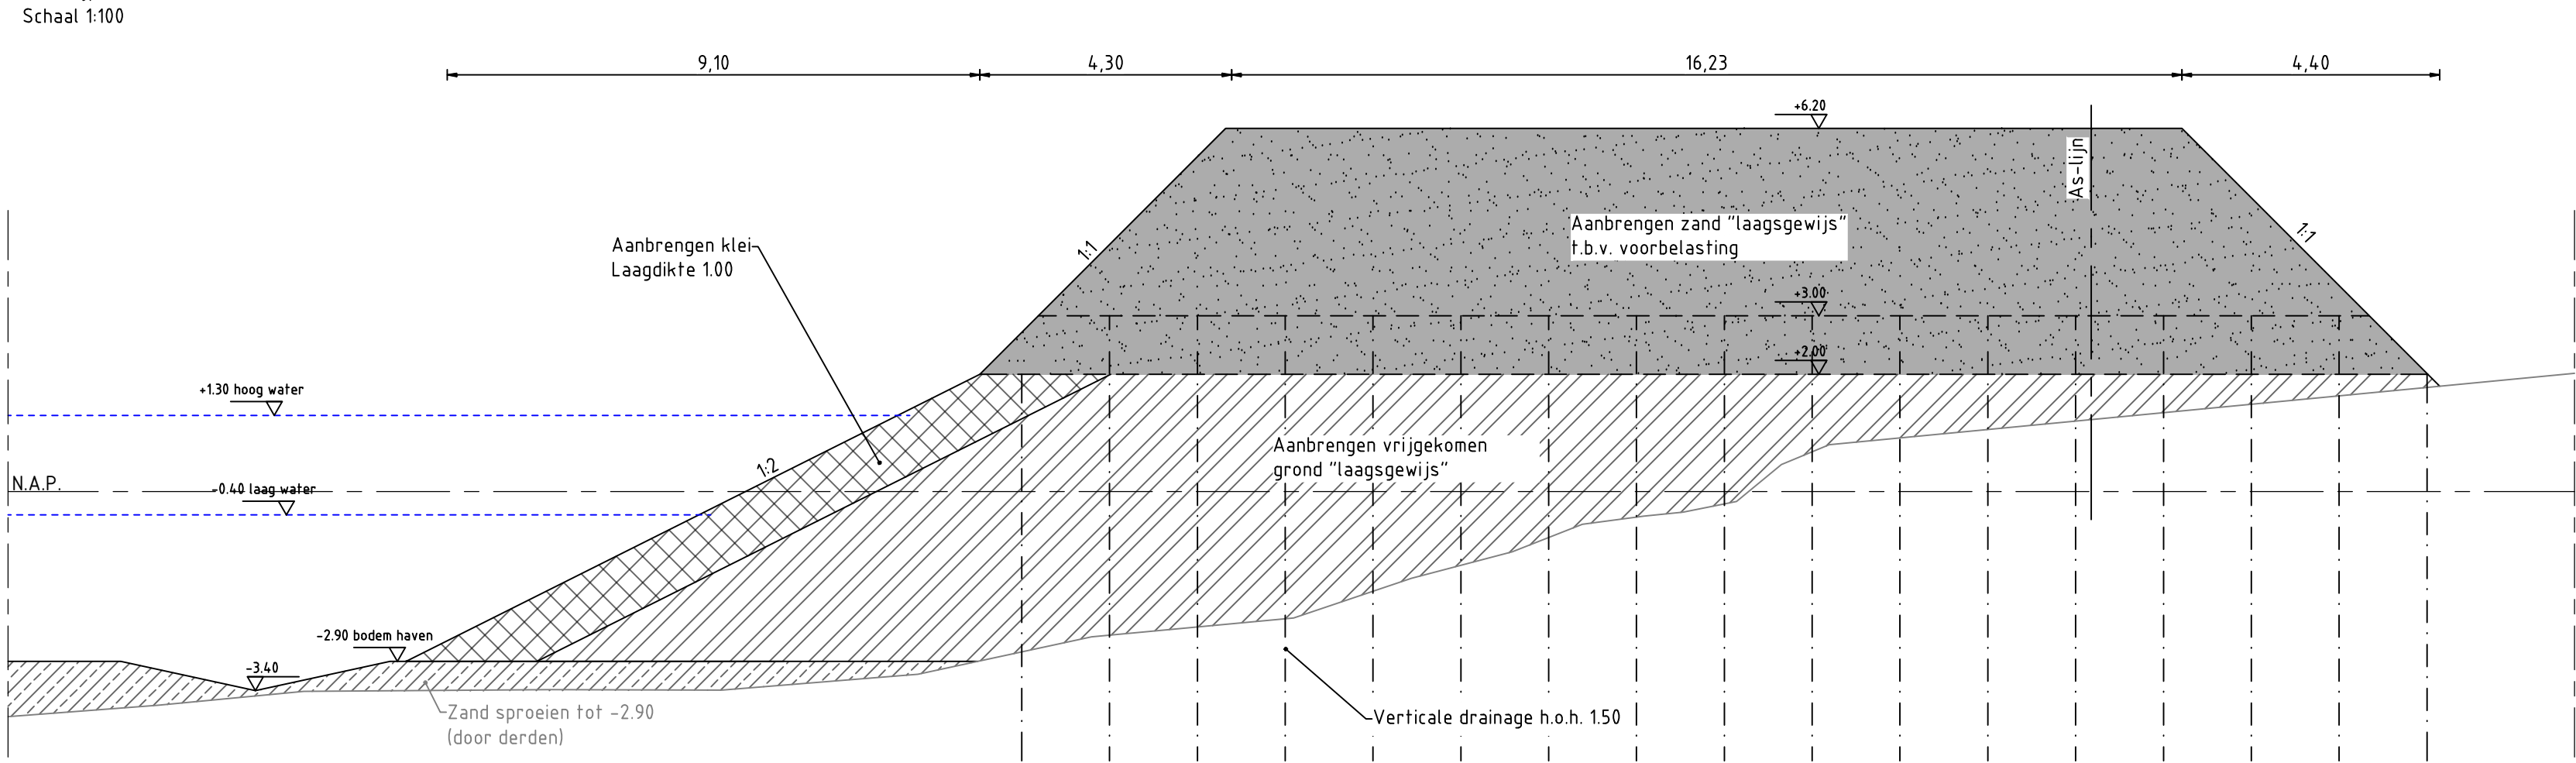 Schaal 1:100
9,10
4,30
16,23
4,40
+6.20
As-lijn
Aanbrengen zand "laagsgewijs"
t.b.v. voorbelasting
1:1
1:1
Aanbrengen klei
Laagdikte 1.00
+3.00
+2.00
+1.30 hoog water
Aanbrengen vrijgekomen
grond "laagsgewijs"
1:2
N.A.P.
-0.40 laag water
-2.90 bodem haven
-3.40
Zand sproeien tot -2.90
(door derden)
Verticale drainage h.o.h. 1.50